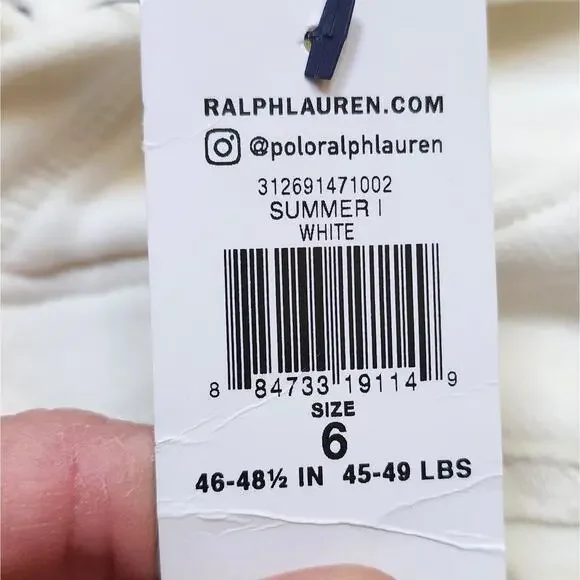 RALPHLAUREN.COM
@poloralphlauren
312691471002
SUMMER I
WHITE
8 84733 19114 9
SIZE
6
46-48½ IN 45-49 LBS